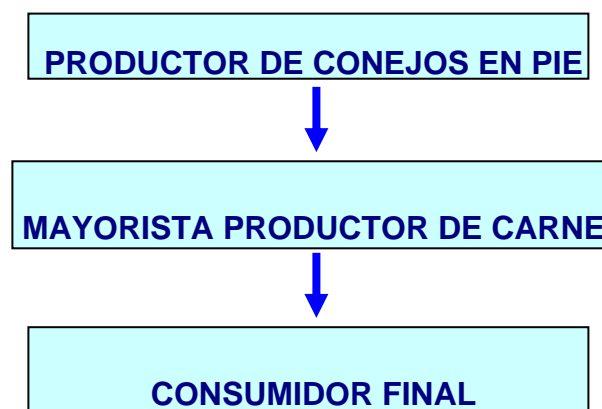 PRODUCTOR DE CONEJOS EN PIE
MAYORISTA PRODUCTOR DE CARNE
CONSUMIDOR FINAL